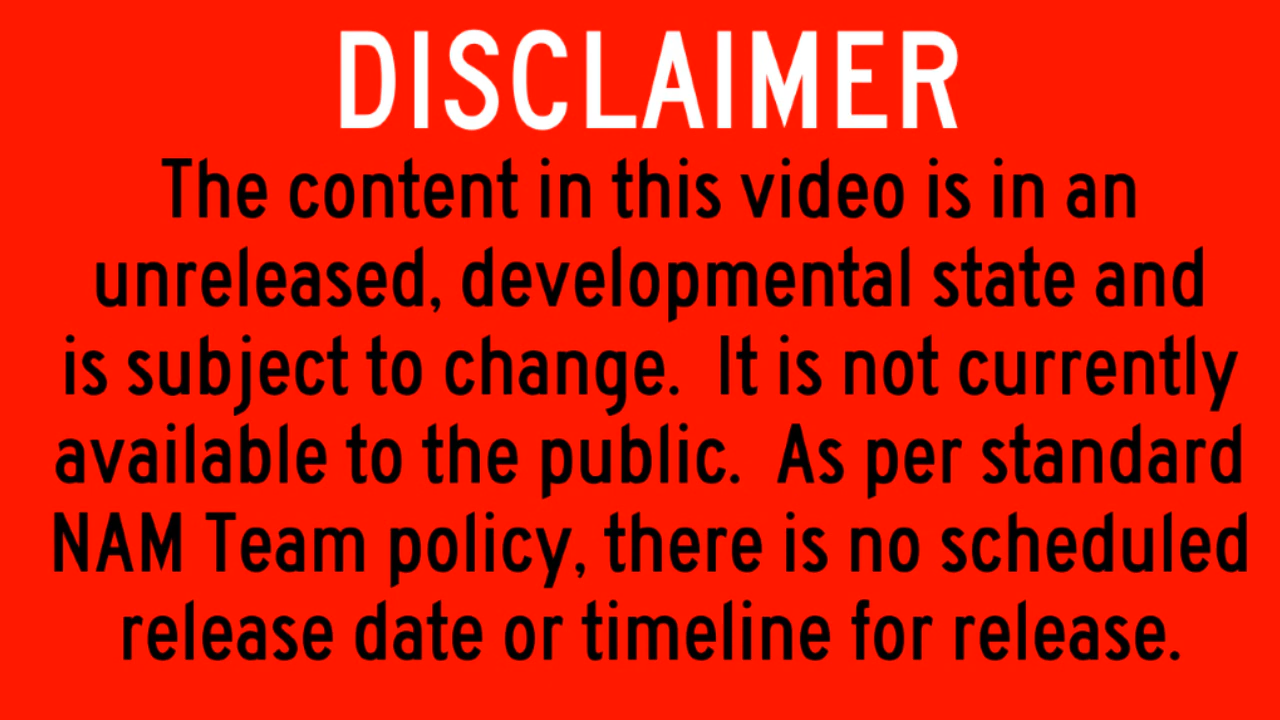 DISCLAIMER
The content in this video is in an
unreleased, developmental state and
is subject to change.  It is not currently
available to the public.  As per standard
NAM Team policy, there is no scheduled
release date or timeline for release.